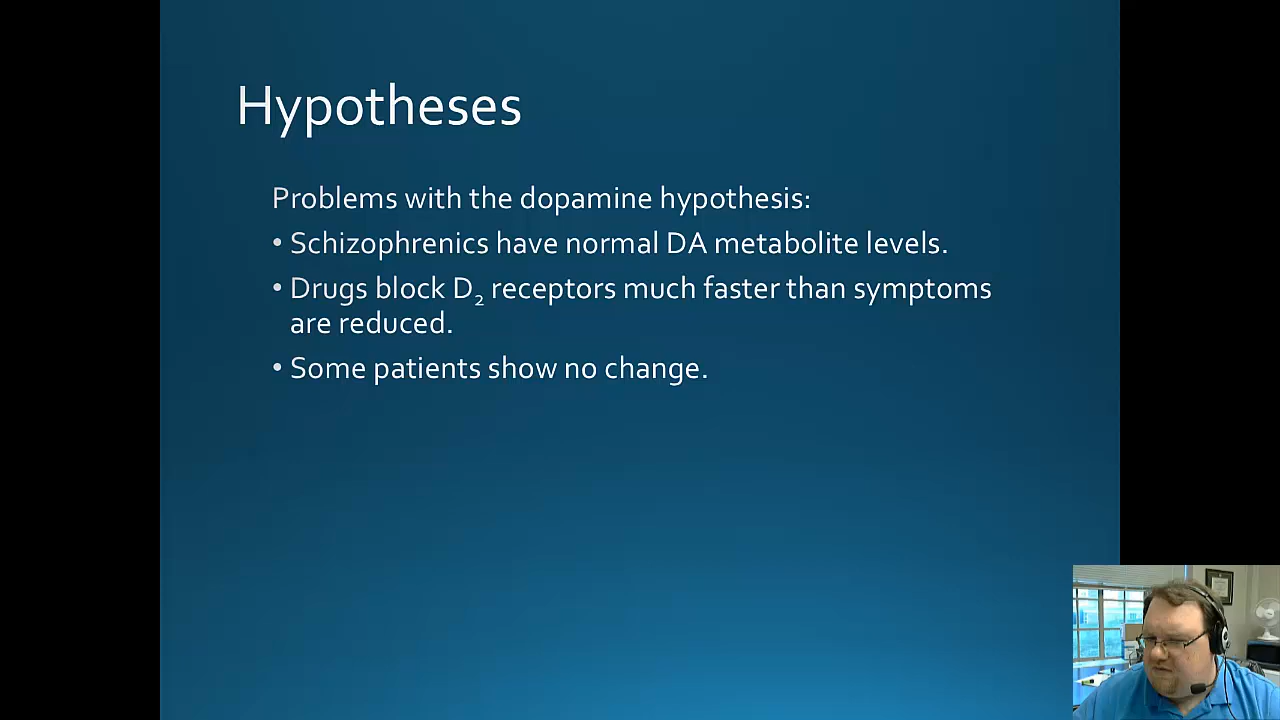 Hypotheses
Problems with the dopamine hypothesis:
• Schizophrenics have normal DA metabolite levels.
• Drugs block D₂ receptors much faster than symptoms
are reduced.
• Some patients show no change.